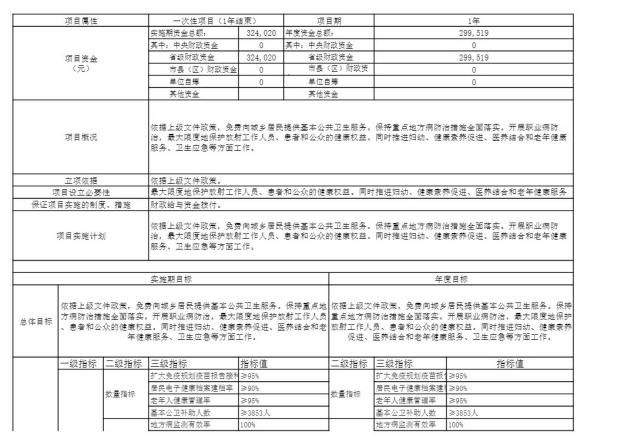 项目属性 一次性项目（1年结束） 项目期 1年
项目资金（元） 实施期资金总额： 324,020 年度资金总额： 299,519
其中：中央财政资金 0 其中：中央财政资金 0
省级财政资金 324,020 省级财政资金 299,519
市县（区）财政资金 0 市县（区）财政资 0
单位自筹 0 单位自筹 0
其他资金 其他资金
项目概况 依据上级文件政策，免费向城乡居民提供基本公共卫生服务。保持重点地方病防治措施全面落实。开展职业病防
治，最大限度地保护放射工作人员、患者和公众的健康权益。同时推进妇幼、健康素养促进、医养结合和老年健康
服务、卫生应急等方面工作。
立项依据 依据上级文件政策。
项目设立必要性 最大限度地保护放射工作人员、患者和公众的健康权益。同时推进妇幼、健康素养促进、医养结合和老年健康服务
保证项目实施的制度、措施 财政给与资金拨付。
项目实施计划 依据上级文件政策，免费向城乡居民提供基本公共卫生服务。保持重点地方病防治措施全面落实。开展职业病防
治，最大限度地保护放射工作人员、患者和公众的健康权益。同时推进妇幼、健康素养促进、医养结合和老年健康
服务、卫生应急等方面工作。
实施期目标 年度目标
总体目标
依据上级文件政策，免费向城乡居民提供基本公共卫生服务。保持重点地
方病防治措施全面落实。开展职业病防治，最大限度地保护放射工作人员
、患者和公众的健康权益。同时推进妇幼、健康素养促进、医养结合和老
年健康服务、卫生应急等方面工作。
依据上级文件政策，免费向城乡居民提供基本公共卫生服务。保持
重点地方病防治措施全面落实。开展职业病防治，最大限度地保护
放射工作人员、患者和公众的健康权益。同时推进妇幼、健康素养
促进、医养结合和老年健康服务、卫生应急等方面工作。
一级指标 二级指标 三级指标 指标值 二级指标 三级指标 指标值
数量指标 数量指标
扩大免疫规划疫苗报告接种 ≥95% 扩大免疫规划疫苗报告 ≥95%
居民电子健康档案建档率 ≥90% 居民电子健康档案建档 ≥90%
老年人健康管理率 ≥95% 老年人健康管理率 ≥95%
基本公卫补助人数 ≥3853人 基本公卫补助人数 ≥3853人
地方病监测有效率 100% 地方病监测有效率 100%